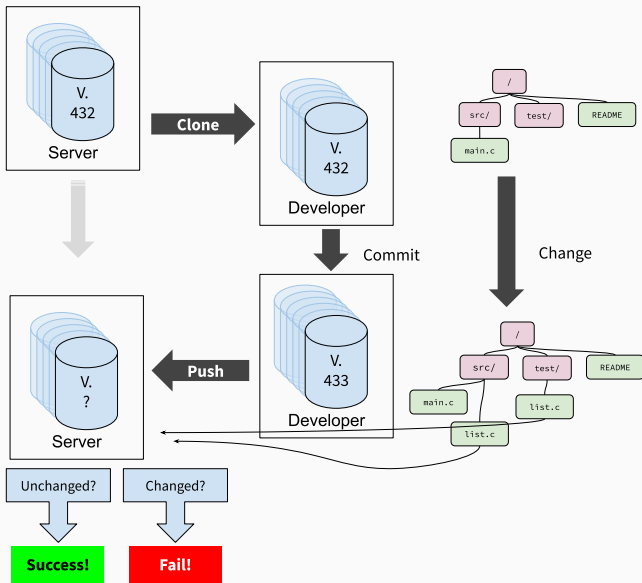 V.
432
Server
Clone
V.
432
Developer
/
src/
test/
README
main.c
Commit
Change
V.
?
Server
Push
V.
433
Developer
/
src/
test/
README
main.c
list.c
list.c
Unchanged?
Changed?
Success!
Fail!